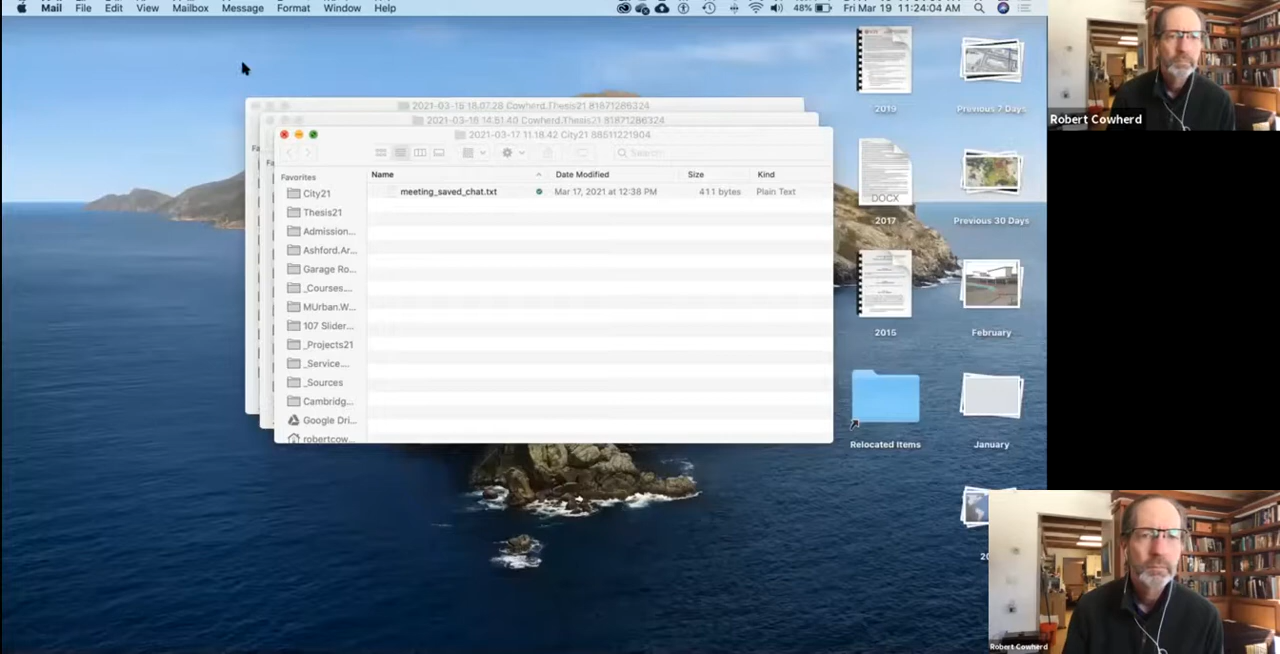 Mail File Edit View Mailbox Message Format Window Help 48% Fri Mar 19 11:24:04 AM
2021-03-16 18.07.28 Cowherd.Thesis21 81871286324
2021-03-16 14.51.40 Cowherd.Thesis21 81871286324
2021-03-17 11.18.42 City21 88511221904
Search
Favorites
City21
Thesis21
Admission...
Ashford.Ar...
Garage Ro...
_Courses....
MUrban.W...
107 Slider...
_Projects21
_Service....
_Sources
Cambridg...
Google Dri...
robertcow...
Name Date Modified Size Kind
meeting_saved_chat.txt Mar 17, 2021 at 12:38 PM 411 bytes Plain Text
2019 Previous 7 Days
DOCX
2017 Previous 30 Days
2015 February
Relocated Items January
Robert Cowherd
Robert Cowherd